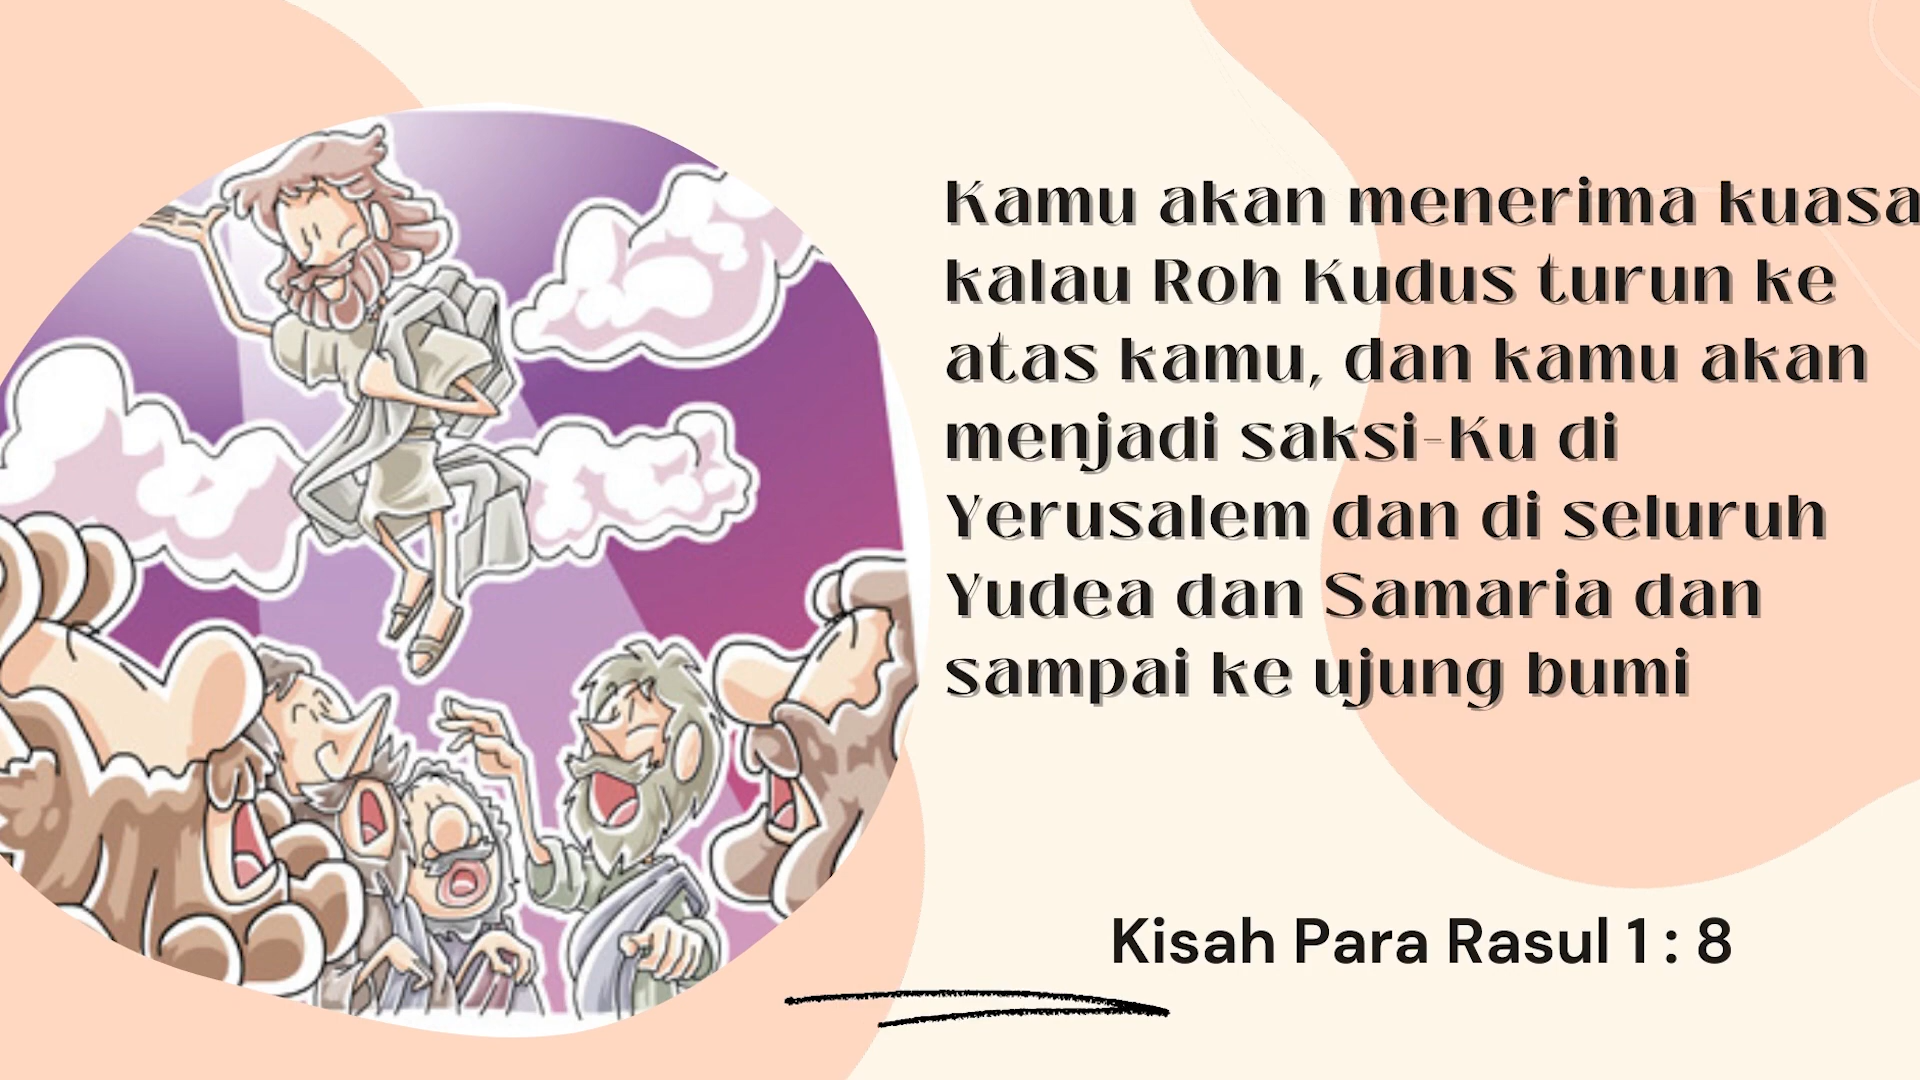 Kamu akan menerima kuasa
kalau Roh Kudus turun ke
atas kamu, dan kamu akan
menjadi saksi-Ku di
Yerusalem dan di seluruh
Yudea dan Samaria dan
sampai ke ujung bumi
Kisah Para Rasul 1 : 8